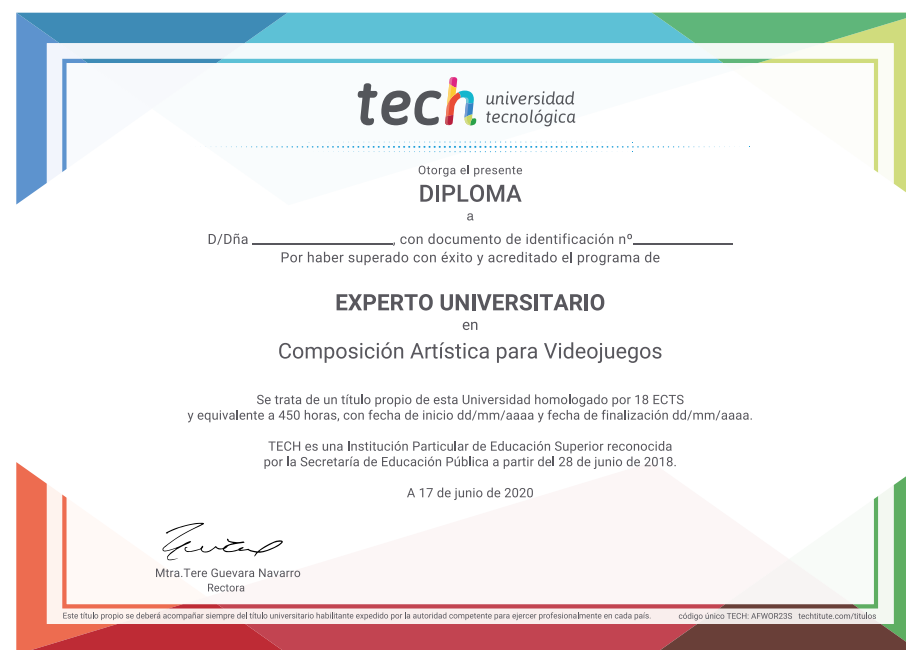 tech universidad
tecnológica
Otorga el presente
DIPLOMA
a
D/Dña ________________, con documento de identificación nº____________
Por haber superado con éxito y acreditado el programa de
EXPERTO UNIVERSITARIO
en
Composición Artística para Videojuegos
Se trata de un título propio de esta Universidad homologado por 18 ECTS
y equivalente a 450 horas, con fecha de inicio dd/mm/aaaa y fecha de finalización dd/mm/aaaa.
TECH es una Institución Particular de Educación Superior reconocida
por la Secretaría de Educación Pública a partir del 28 de junio de 2018.
A 17 de junio de 2020
Mtra.Tere Guevara Navarro
Rectora
Este título propio se deberá acompañar siempre del título universitario habilitante expedido por la autoridad competente para ejercer profesionalmente en cada país. código único TECH: AFWOR23S techtitute.com/titulos